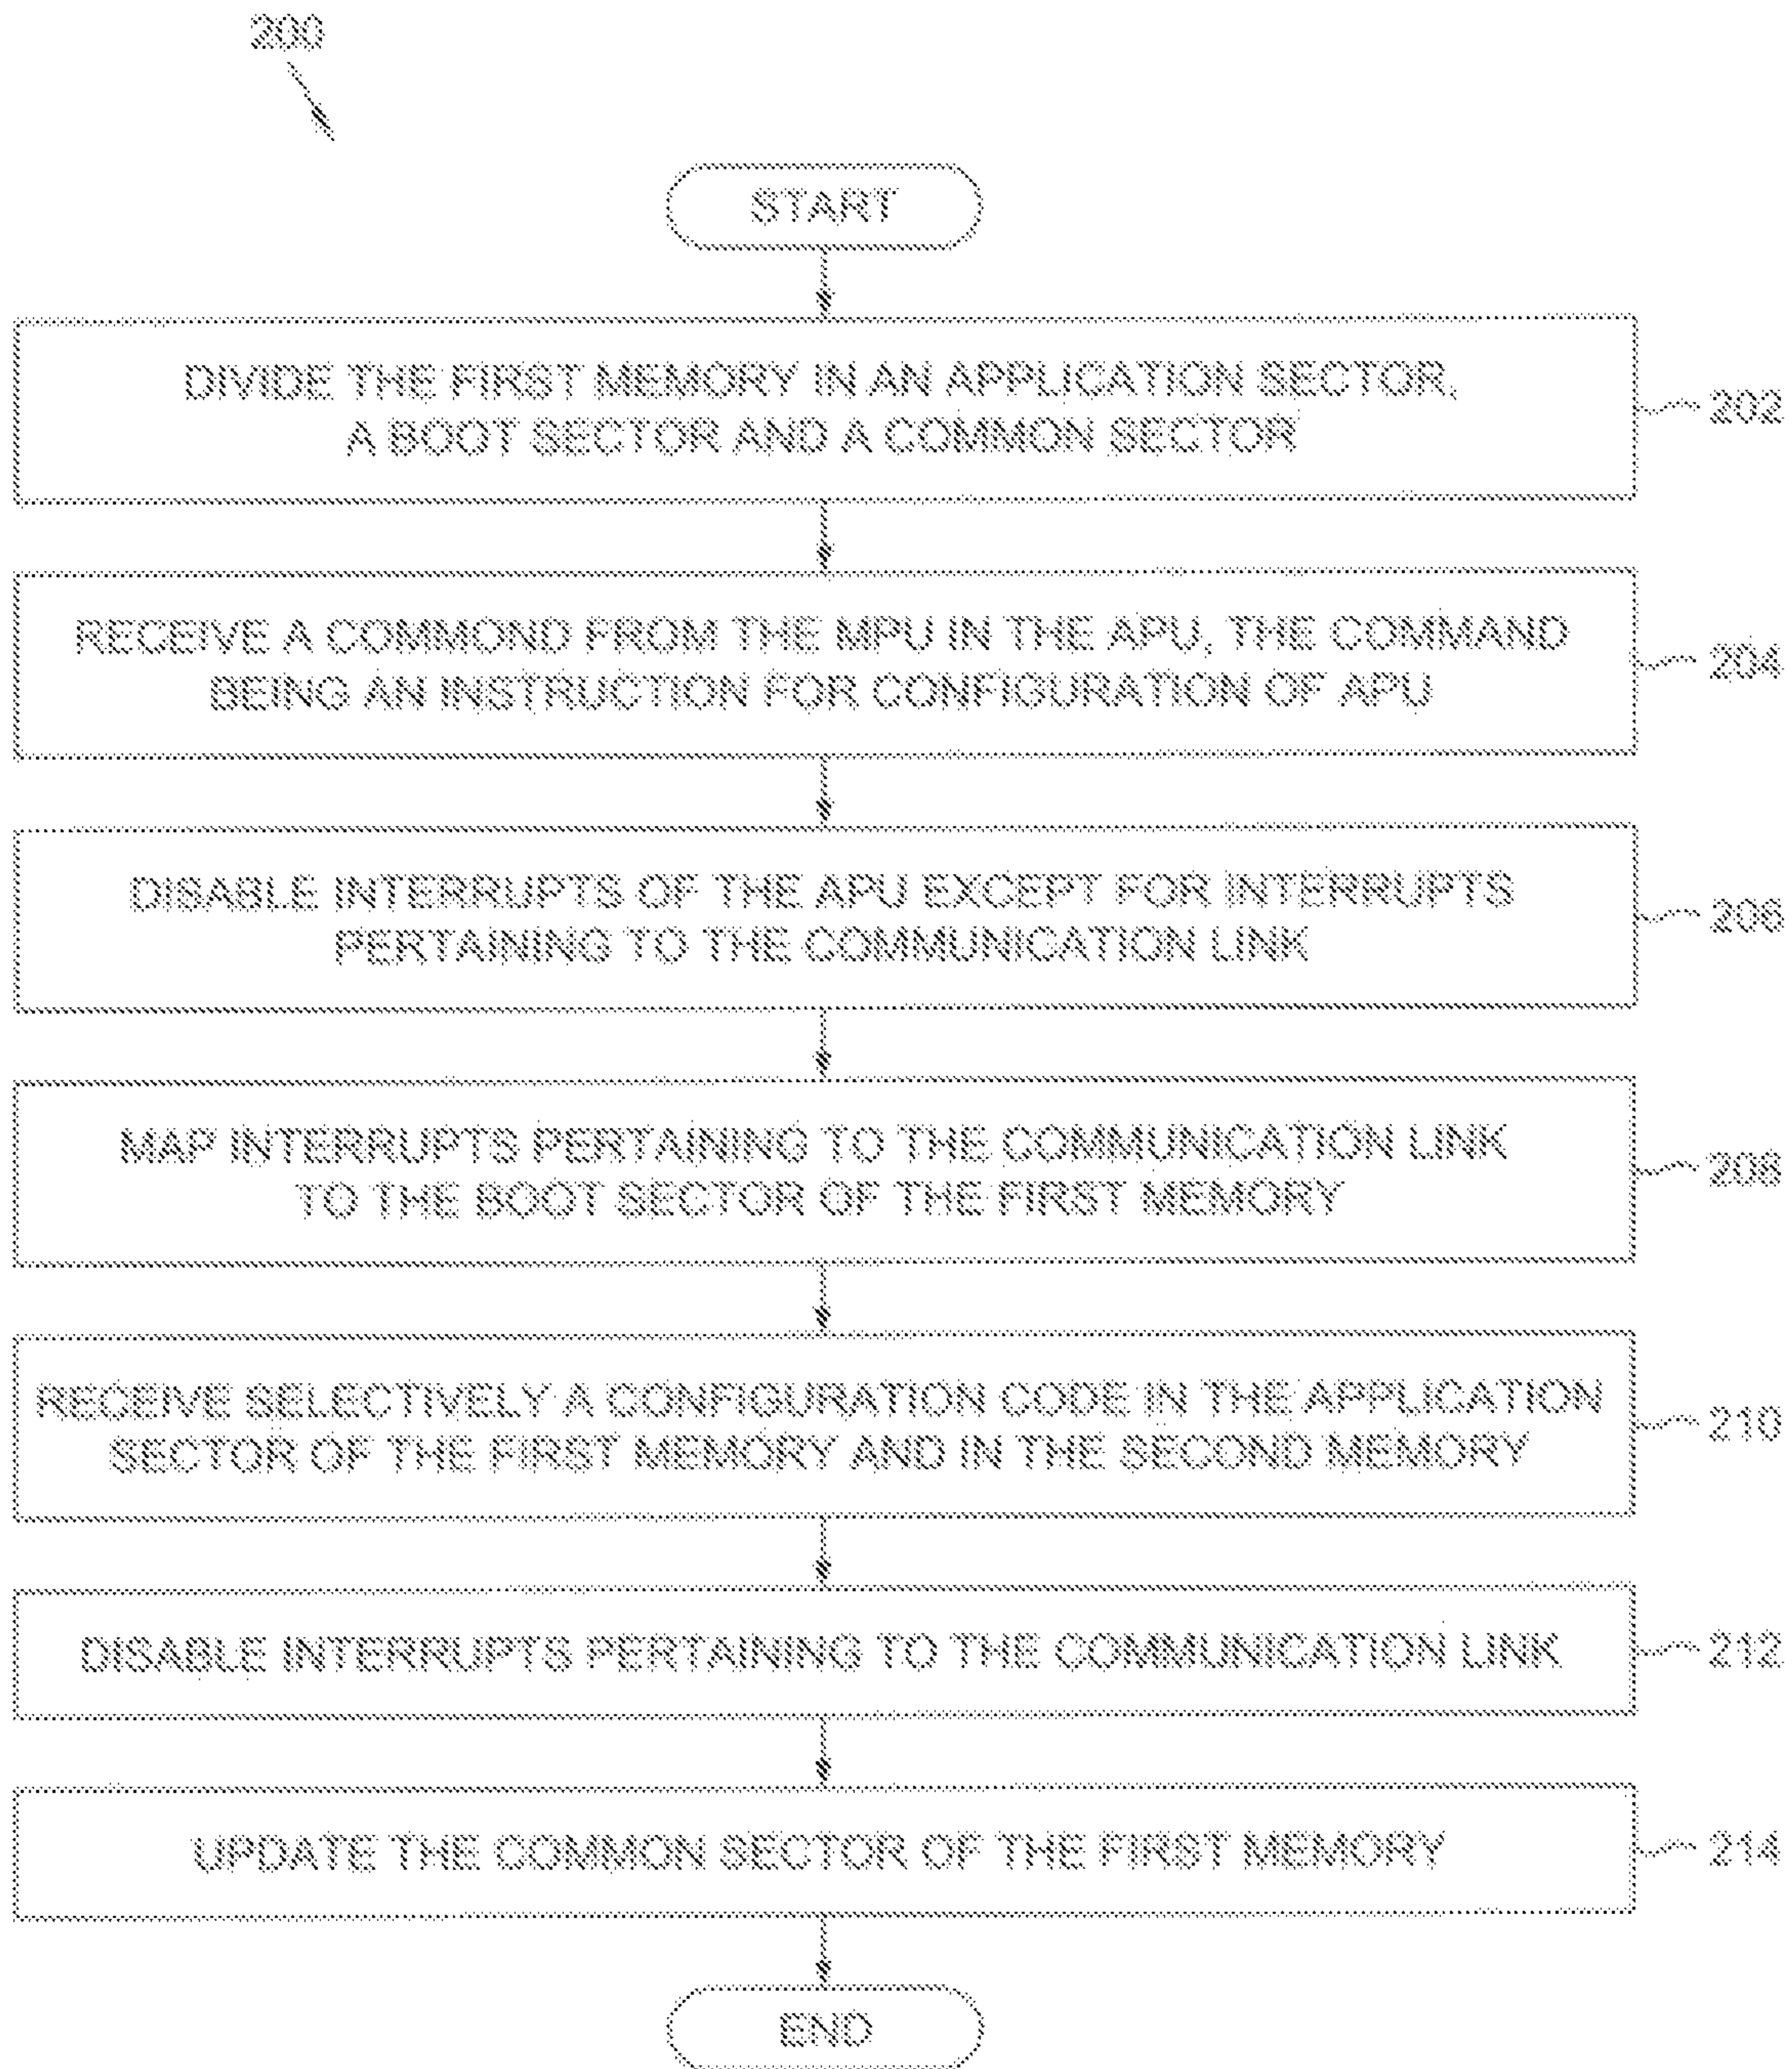 200
START
DIVIDE THE FIRST MEMORY IN AN APPLICATION SECTOR,
A BOOT SECTOR AND A COMMON SECTOR
202
RECEIVE A COMMOND FROM THE MPU IN THE APU, THE COMMAND
BEING AN INSTRUCTION FOR CONFIGURATION OF APU
204
DISABLE INTERRUPTS OF THE APU EXCEPT FOR INTERRUPTS
PERTAINING TO THE COMMUNICATION LINK
206
MAP INTERRUPTS PERTAINING TO THE COMMUNICATION LINK
TO THE BOOT SECTOR OF THE FIRST MEMORY
208
RECEIVE SELECTIVELY A CONFIGURATION CODE IN THE APPLICATION
SECTOR OF THE FIRST MEMORY AND IN THE SECOND MEMORY
210
DISABLE INTERRUPTS PERTAINING TO THE COMMUNICATION LINK
212
UPDATE THE COMMON SECTOR OF THE FIRST MEMORY
214
END